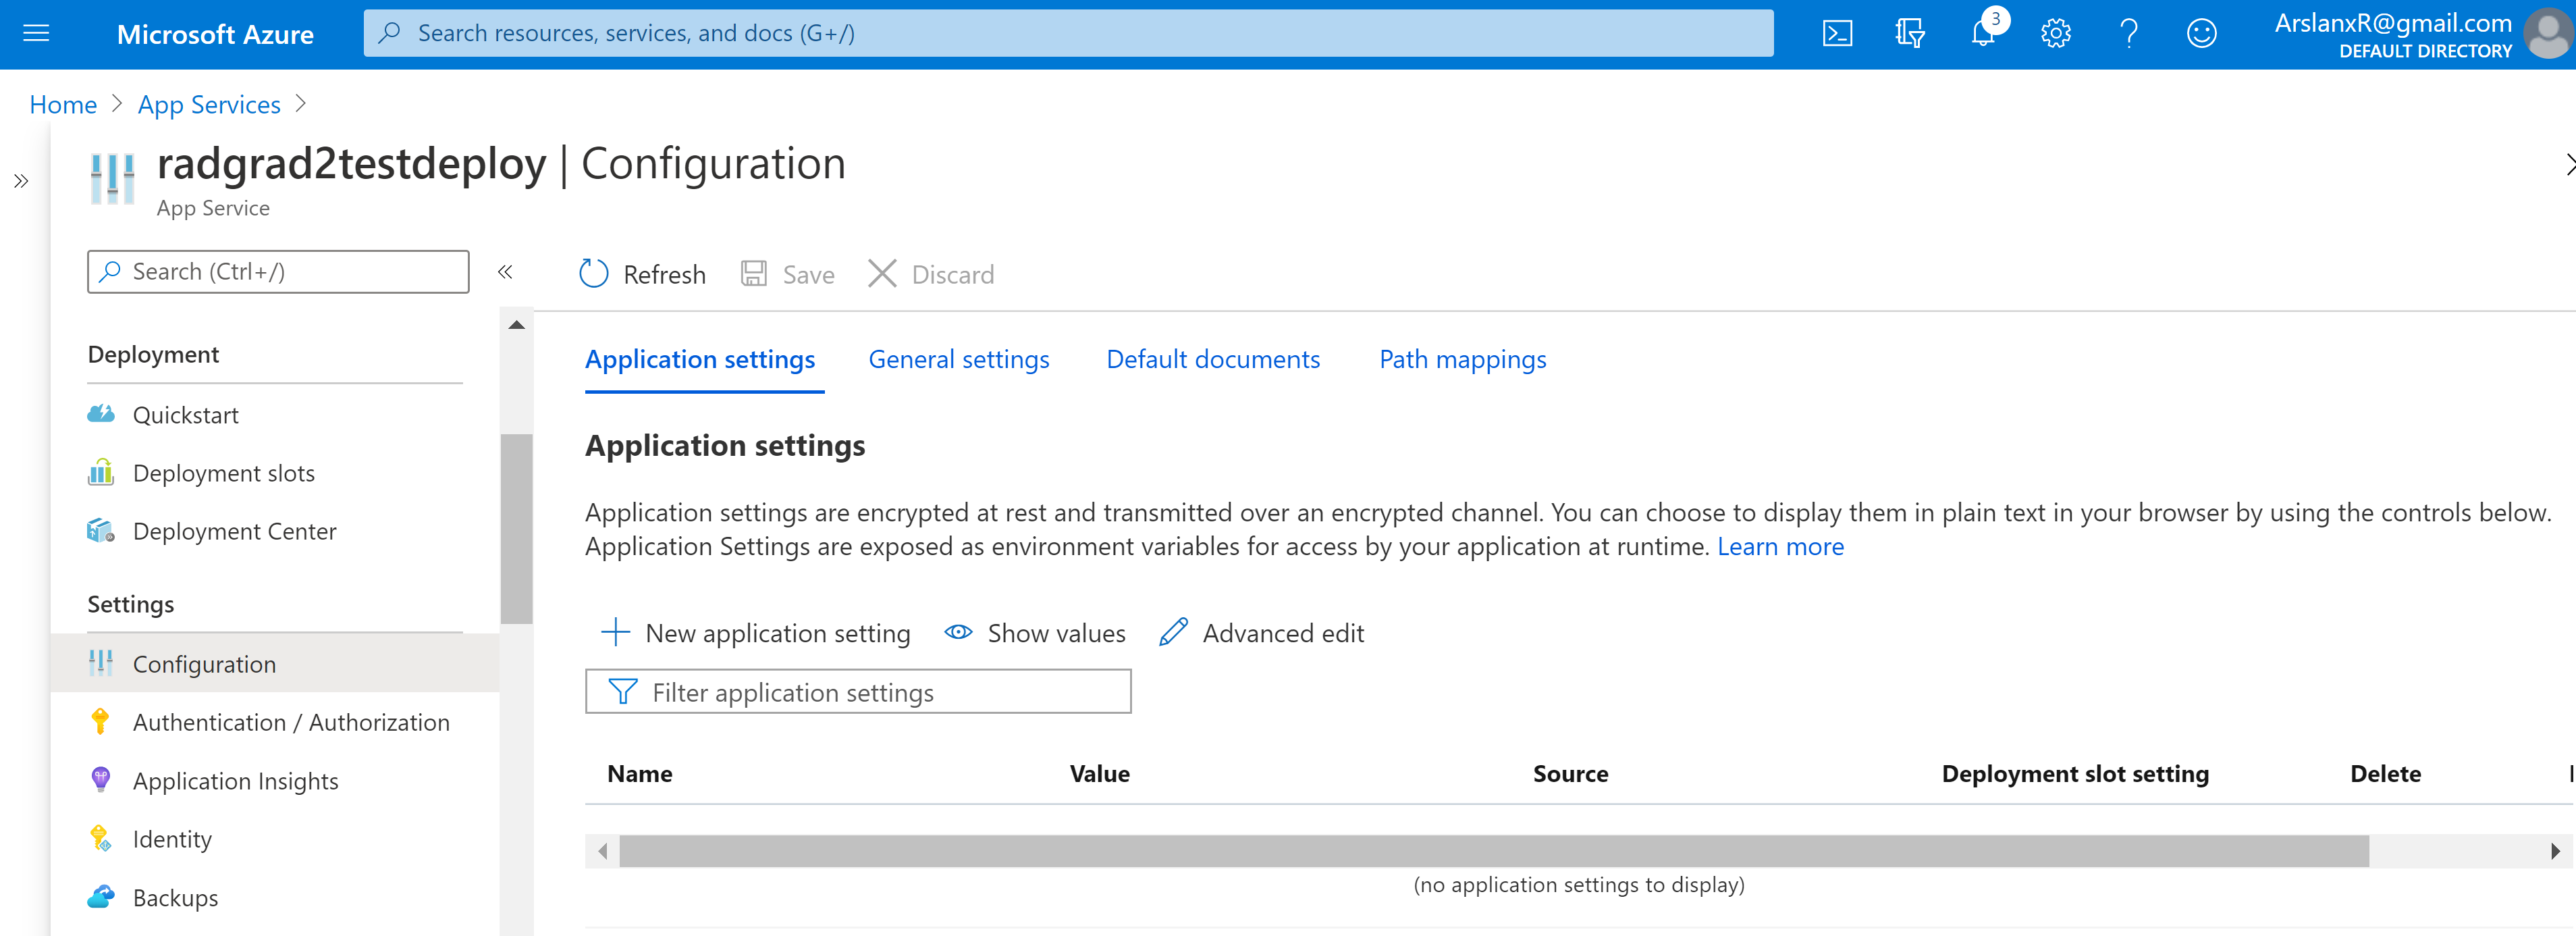 Microsoft Azure
Search resources, services, and docs (G+/)
3
ArslanxR@gmail.com
DEFAULT DIRECTORY
Home > App Services >
radgrad2testdeploy | Configuration
App Service
Search (Ctrl+/)
Refresh Save Discard
Deployment
Quickstart
Deployment slots
Deployment Center
Settings
Configuration
Authentication / Authorization
Application Insights
Identity
Backups
Application settings General settings Default documents Path mappings
Application settings
Application settings are encrypted at rest and transmitted over an encrypted channel. You can choose to display them in plain text in your browser by using the controls below.
Application Settings are exposed as environment variables for access by your application at runtime. Learn more
New application setting Show values Advanced edit
Filter application settings
Name Value Source Deployment slot setting Delete
(no application settings to display)